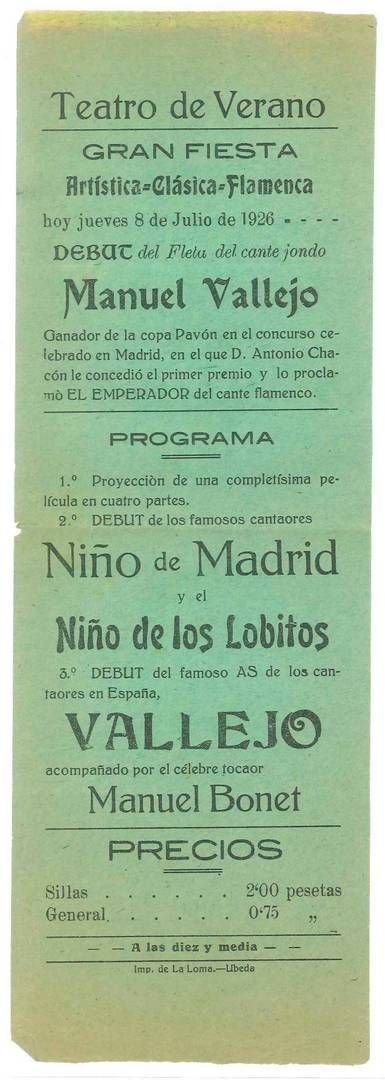 Teatro de Verano
GRAN FIESTA
Artística=Clásica=Flamenca
hoy jueves 8 de Julio de 1926 - - - -
DEBUT del Fleta del cante jondo
Manuel Vallejo
Ganador de la copa Pavón en el concurso ce-
lebrado en Madrid, en el que D. Antonio Cha-
cón le concedió el primer premio y lo procla-
mò EL EMPERADOR del cante flamenco.
PROGRAMA
1.º Proyecciòn de una completísima pe-
lícula en cuatro partes.
2.º DEBUT de los famosos cantaores
Niño de Madrid
y el
Niño de los Lobitos
3.º DEBUT del famoso AS de los can-
taores en España,
VALLEJO
acompañado por el célebre tocaor
Manuel Bonet
PRECIOS
Sillas . . . . . . 2'00 pesetas
General. . . . . . 0'75 „
— — A las diez y media — —
Imp. de La Loma.—Ubeda